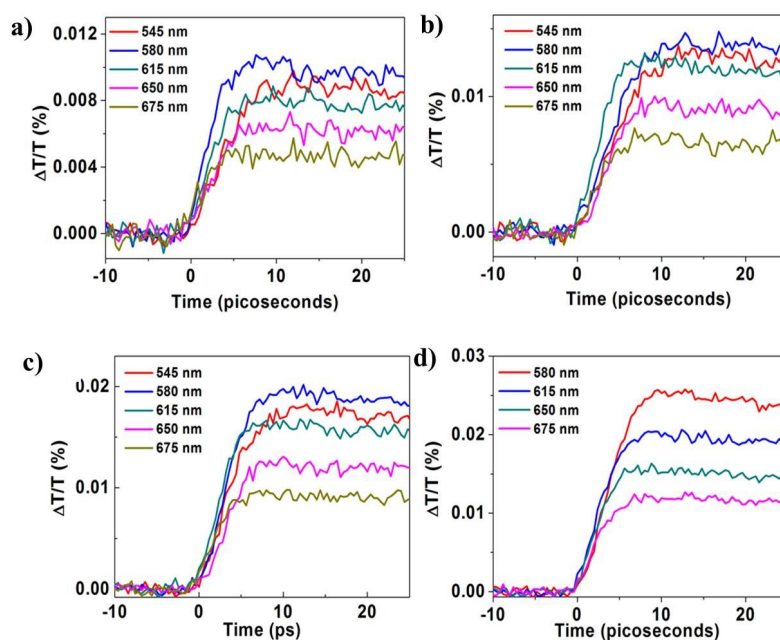 a)
545 nm
580 nm
615 nm
650 nm
675 nm
0.012
0.008
0.004
0.000
ΔT/T (%)
-10 0 10 20
Time (picoseconds)
b)
545 nm
580 nm
615 nm
650 nm
675 nm
0.01
0.00
ΔT/T (%)
-10 0 10 20
Time (picoseconds)
c)
545 nm
580 nm
615 nm
650 nm
675 nm
0.02
0.01
0.00
ΔT/T (%)
-10 0 10 20
Time (ps)
d)
580 nm
615 nm
650 nm
675 nm
0.03
0.02
0.01
0.00
ΔT/T (%)
-10 0 10 20
Time (picoseconds)